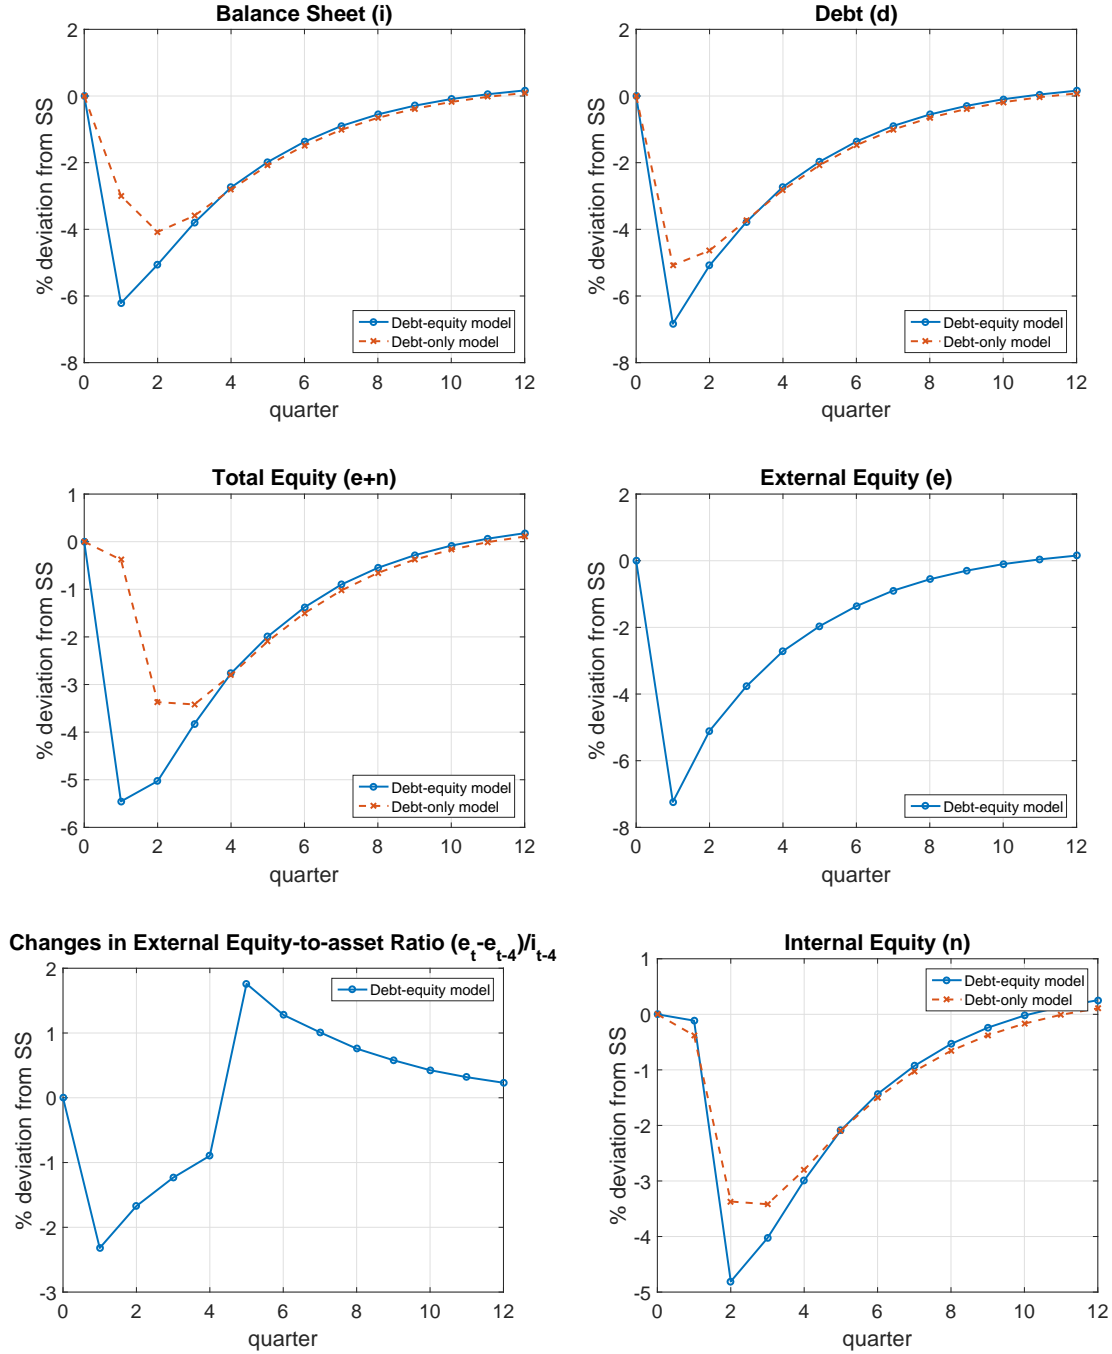 Balance Sheet (i)
% deviation from SS
2
0
-2
-4
-6
-8
0 2 4 6 8 10 12
quarter
Debt-equity model
Debt-only model
Debt (d)
% deviation from SS
2
0
-2
-4
-6
-8
0 2 4 6 8 10 12
quarter
Debt-equity model
Debt-only model
Total Equity (e+n)
% deviation from SS
1
0
-1
-2
-3
-4
-5
-6
0 2 4 6 8 10 12
quarter
Debt-equity model
Debt-only model
External Equity (e)
% deviation from SS
2
0
-2
-4
-6
-8
0 2 4 6 8 10 12
quarter
Debt-equity model
Changes in External Equity-to-asset Ratio (e_t-e_t-4)/i_t-4
% deviation from SS
2
1
0
-1
-2
-3
0 2 4 6 8 10 12
quarter
Debt-equity model
Internal Equity (n)
% deviation from SS
1
0
-1
-2
-3
-4
-5
0 2 4 6 8 10 12
quarter
Debt-equity model
Debt-only model